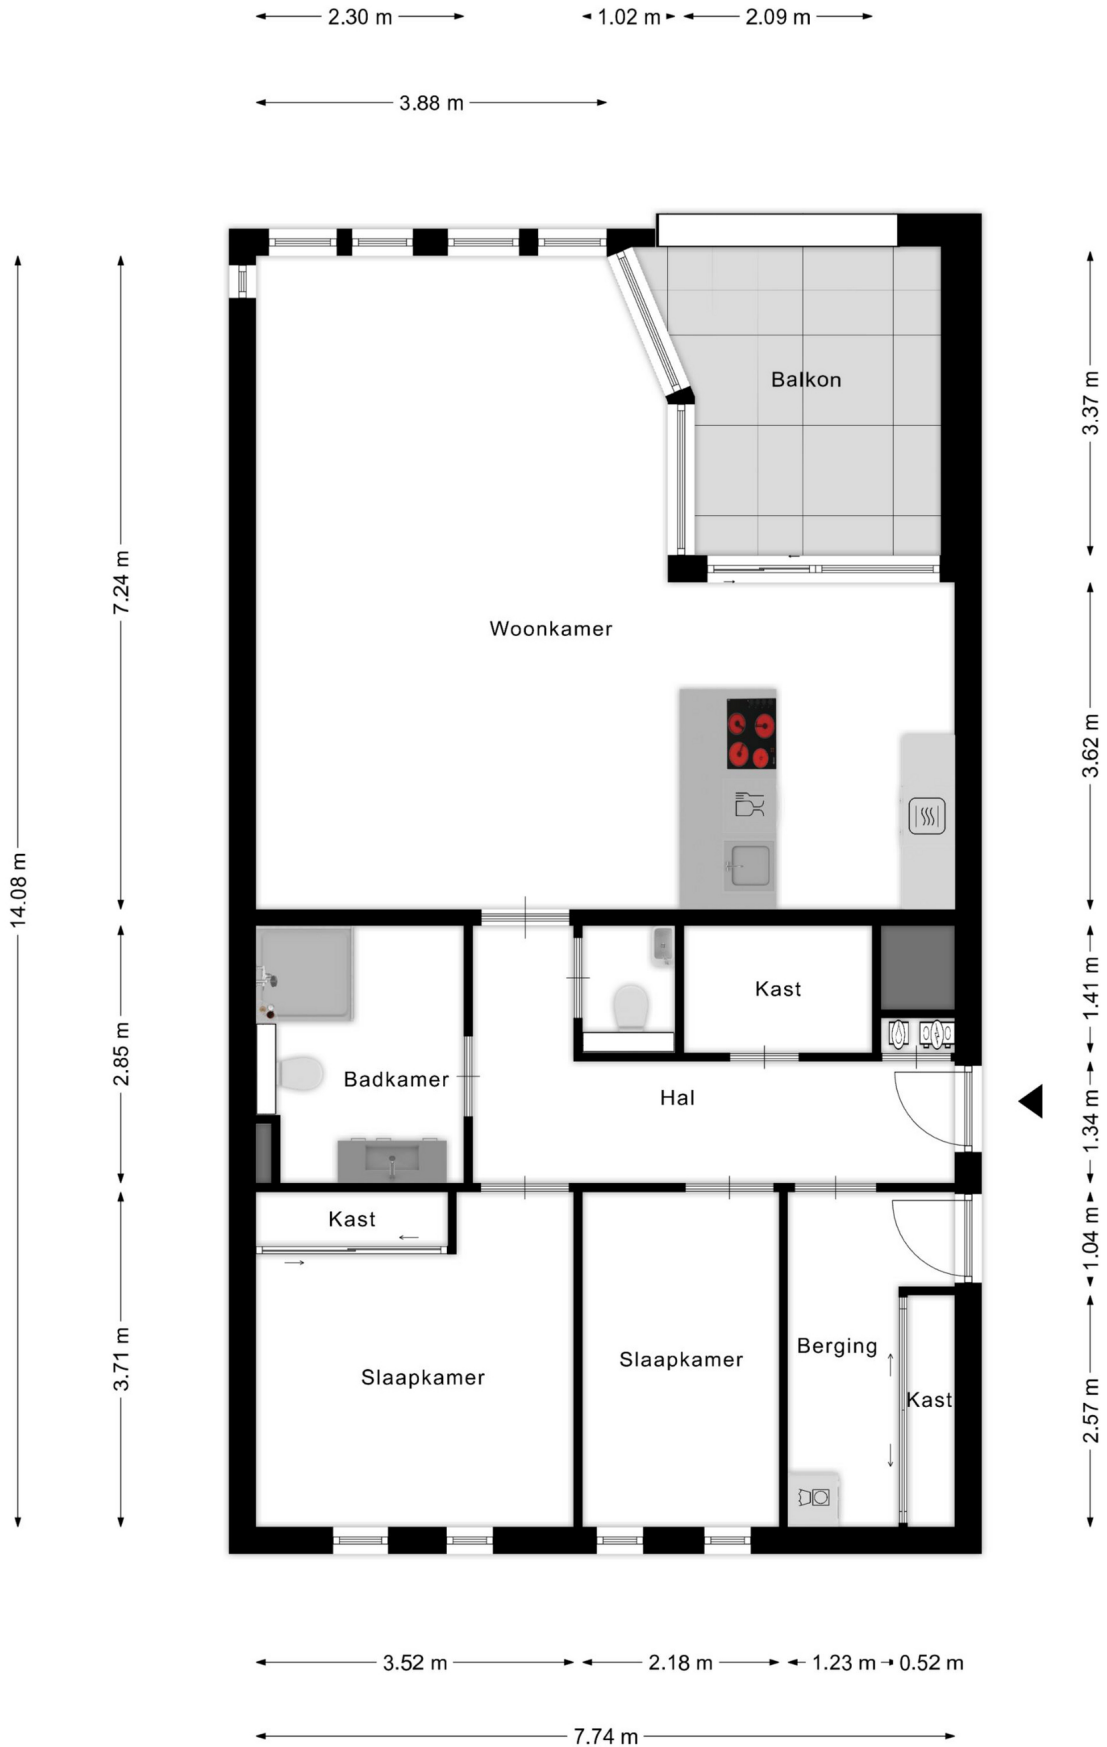 2.30 m
1.02 m
2.09 m
3.88 m
Balkon
3.37 m
7.24 m
Woonkamer
3.62 m
14.08 m
Kast
1.41 m
2.85 m
Badkamer
Hal
1.34 m
Kast
1.04 m
Slaapkamer
Slaapkamer
Berging
Kast
3.71 m
2.57 m
3.52 m
2.18 m
1.23 m
0.52 m
7.74 m